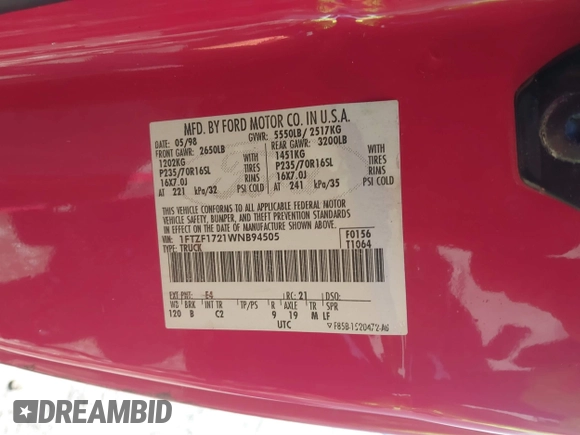 MFD. BY FORD MOTOR CO. IN U.S.A.
DATE: 05/98 GVWR: 5550LB/ 2517KG
FRONT GAWR: 2650LB REAR GAWR: 3200LB
1202KG WITH 1451KG WITH
P235/70R16SL TIRES P235/70R16SL TIRES
16X7.0J RIMS 16X7.0J RIMS
AT 221 kPa/32 PSI COLD AT 241 kPa/35 PSI COLD
THIS VEHICLE CONFORMS TO ALL APPLICABLE FEDERAL MOTOR
VEHICLE SAFETY, BUMPER, AND THEFT PREVENTION STANDARDS IN
EFFECT ON THE DATE OF MANUFACTURE SHOWN ABOVE.
VIN: 1FTZF1721WNB94505 F0156
TYPE: TRUCK T1064
EXT PNT: E4 RC: 21 DSO:
WB BRK INT TR TP/PS R AXLE TR SPR
120 B C2 9 19 M LF
UTC
DREAMBID